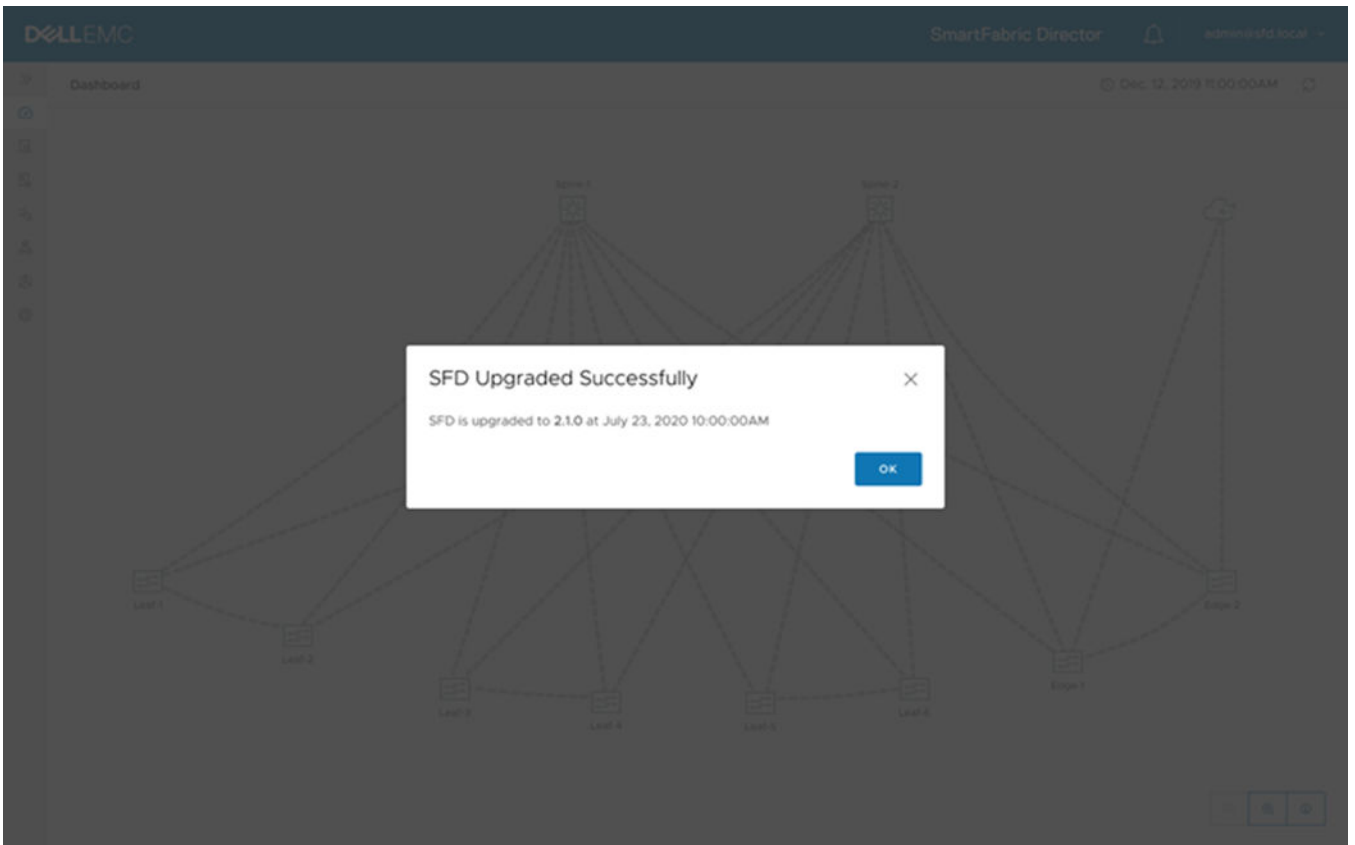 DELLEMC
SmartFabric Director
admin@sfd.local
Dashboard
Dec. 12, 2019 11:00:00AM
Spine-1
Spine-2
SFD Upgraded Successfully
SFD is upgraded to 2.1.0 at July 23, 2020 10:00:00AM
OK
Leaf-1
Edge-2
Leaf-2
Edge-1
Leaf-3
Leaf-4
Leaf-5
Leaf-6